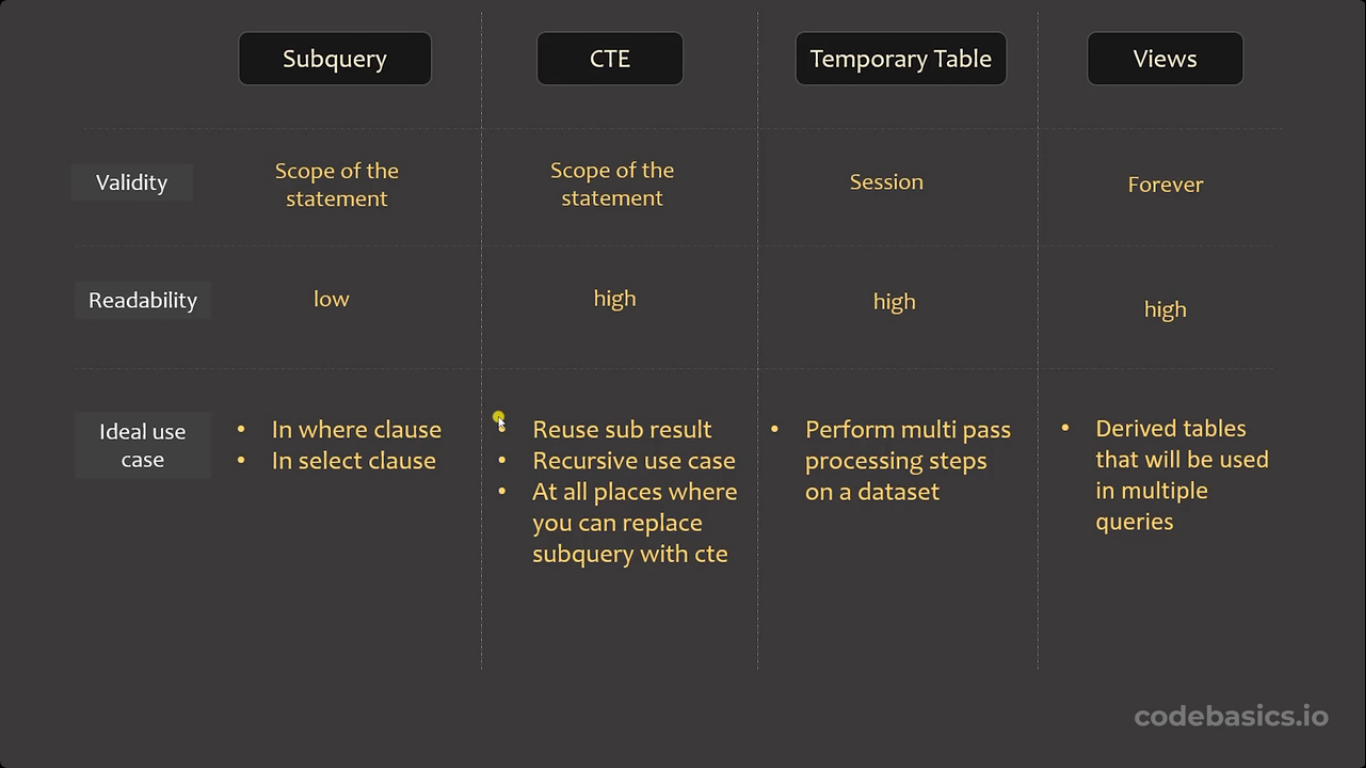 Subquery
CTE
Temporary Table
Views
Validity
Scope of the
statement
Scope of the
statement
Session
Forever
Readability
low
high
high
high
Ideal use
case
• In where clause
• In select clause
• Reuse sub result
• Recursive use case
• At all places where
you can replace
subquery with cte
• Perform multi pass
processing steps
on a dataset
• Derived tables
that will be used
in multiple
queries
codebasics.io